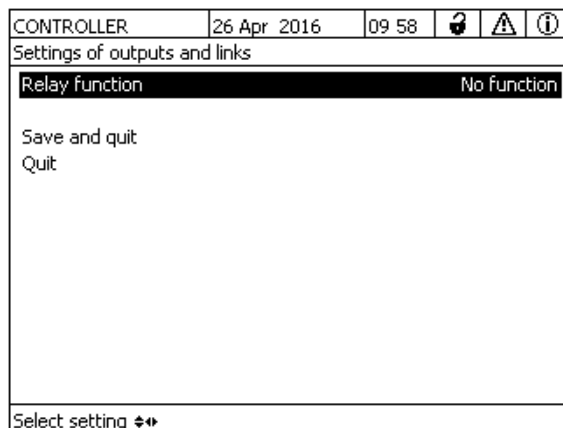 CONTROLLER 26 Apr 2016 09 58
Settings of outputs and links
Relay function No function
Save and quit
Quit
Select setting